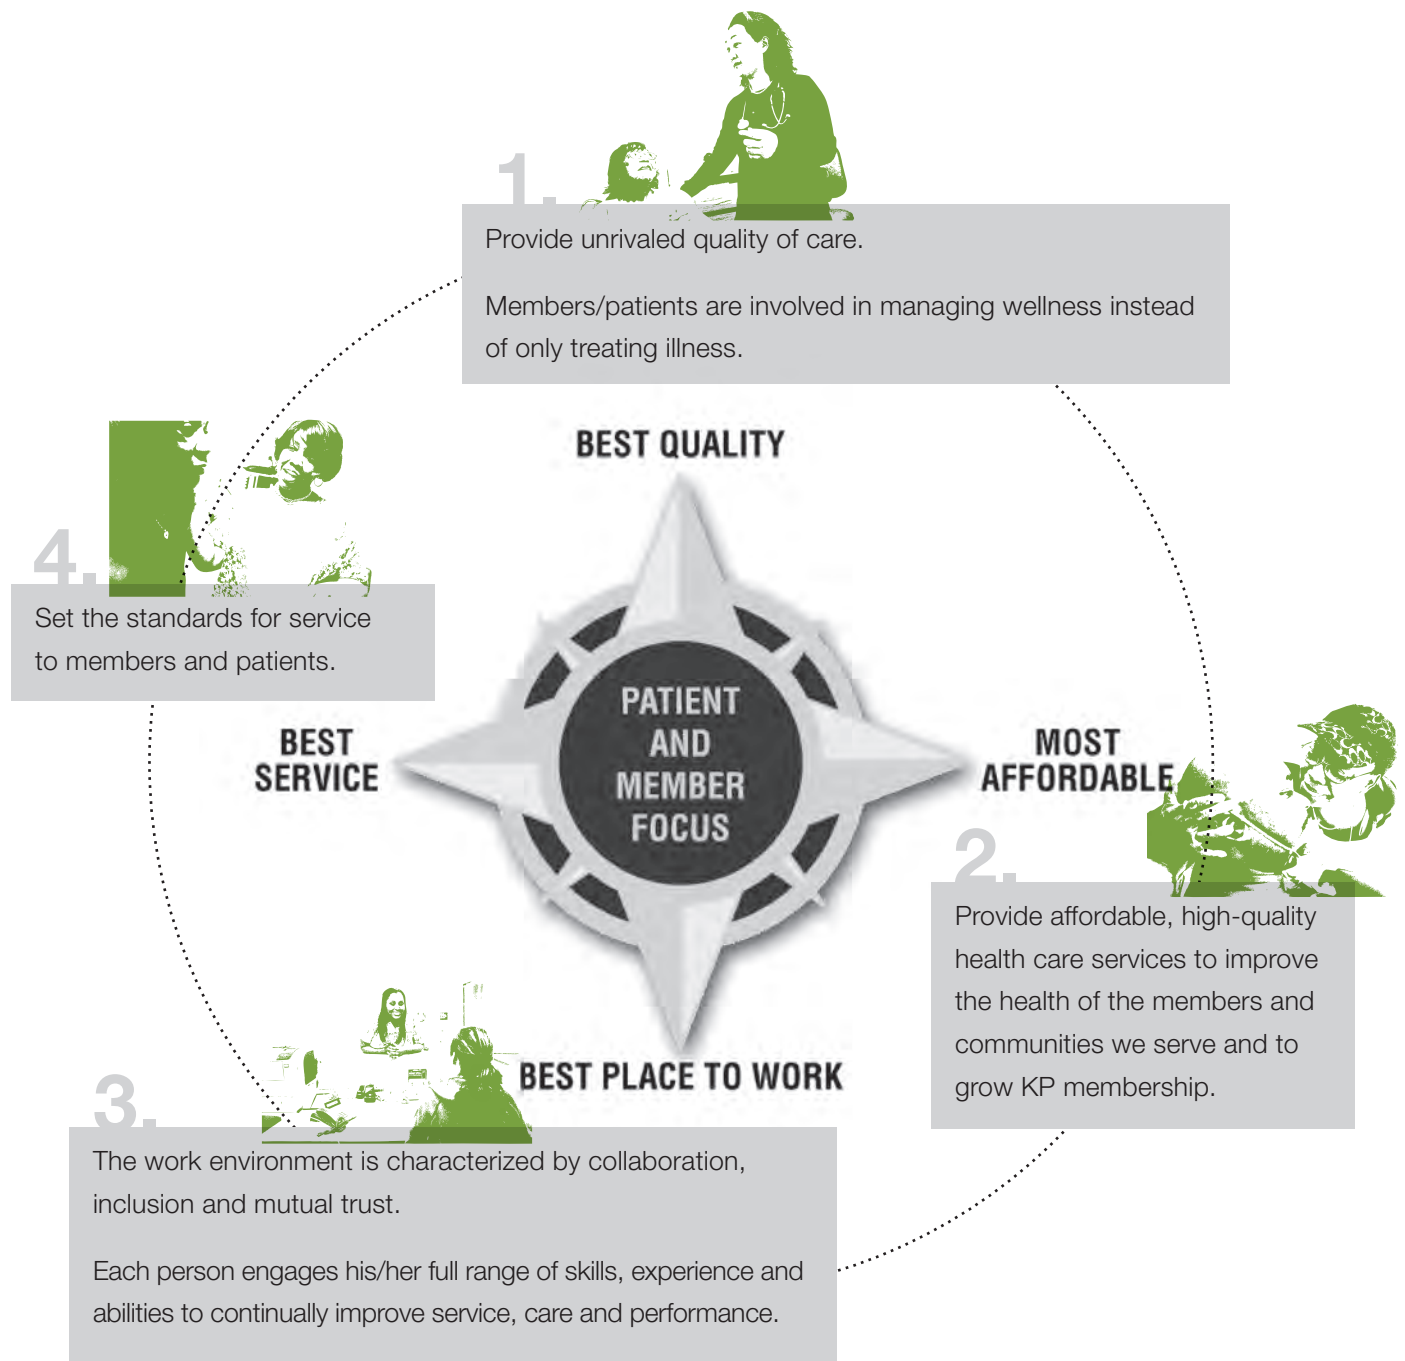 1.
Provide unrivaled quality of care.
Members/patients are involved in managing wellness instead
of only treating illness.
BEST QUALITY
4.
Set the standards for service
to members and patients.
BEST
SERVICE
PATIENT
AND
MEMBER
FOCUS
MOST
AFFORDABLE
2.
Provide affordable, high-quality
health care services to improve
the health of the members and
communities we serve and to
grow KP membership.
BEST PLACE TO WORK
3.
The work environment is characterized by collaboration,
inclusion and mutual trust.
Each person engages his/her full range of skills, experience and
abilities to continually improve service, care and performance.